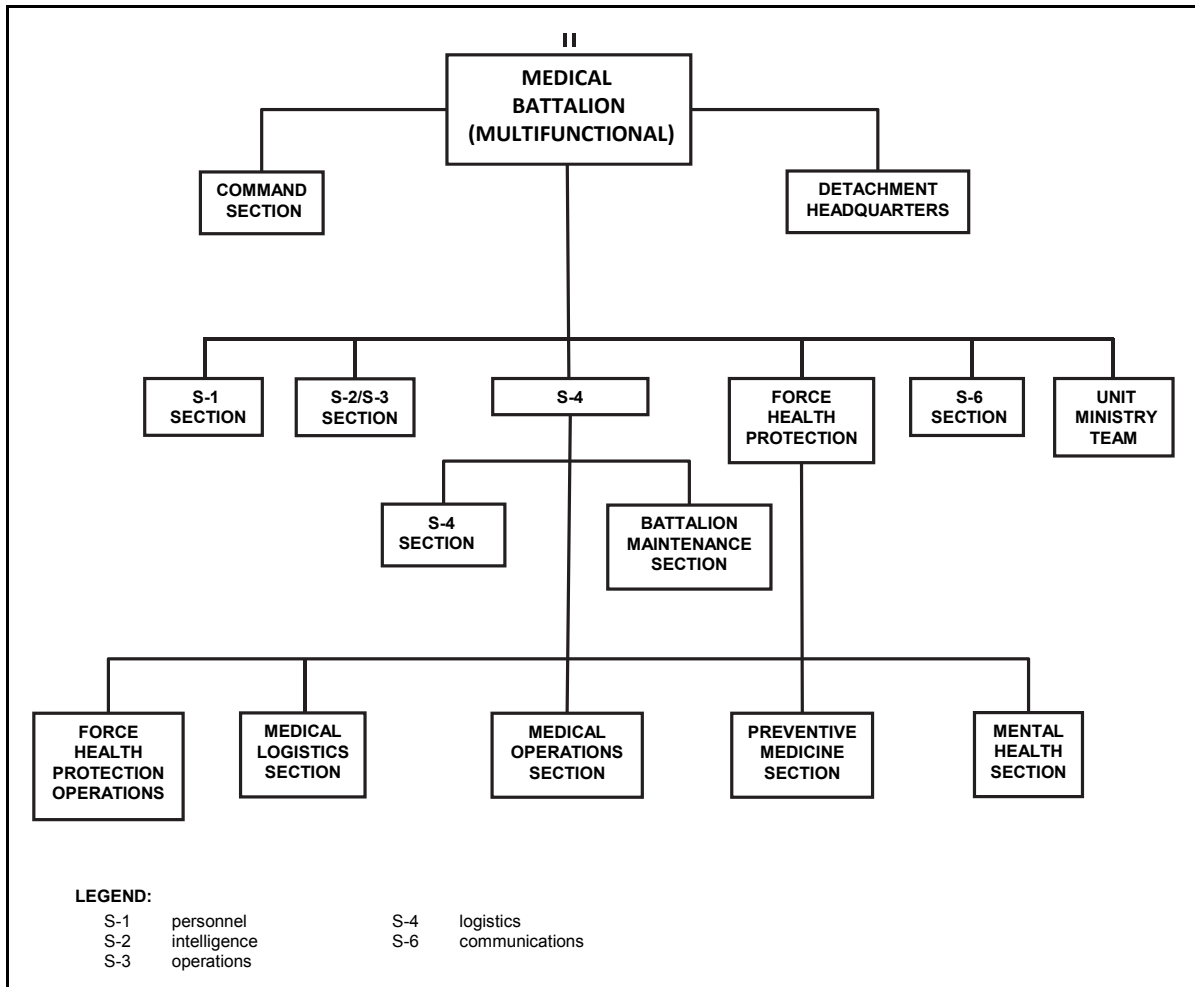 II
MEDICAL
BATTALION
(MULTIFUNCTIONAL)
COMMAND
SECTION
DETACHMENT
HEADQUARTERS
S-1
SECTION
S-2/S-3
SECTION
S-4
FORCE
HEALTH
PROTECTION
S-6
SECTION
UNIT
MINISTRY
TEAM
S-4
SECTION
BATTALION
MAINTENANCE
SECTION
FORCE
HEALTH
PROTECTION
OPERATIONS
MEDICAL
LOGISTICS
SECTION
MEDICAL
OPERATIONS
SECTION
PREVENTIVE
MEDICINE
SECTION
MENTAL
HEALTH
SECTION
LEGEND:
S-1 personnel
S-2 intelligence
S-3 operations
S-4 logistics
S-6 communications